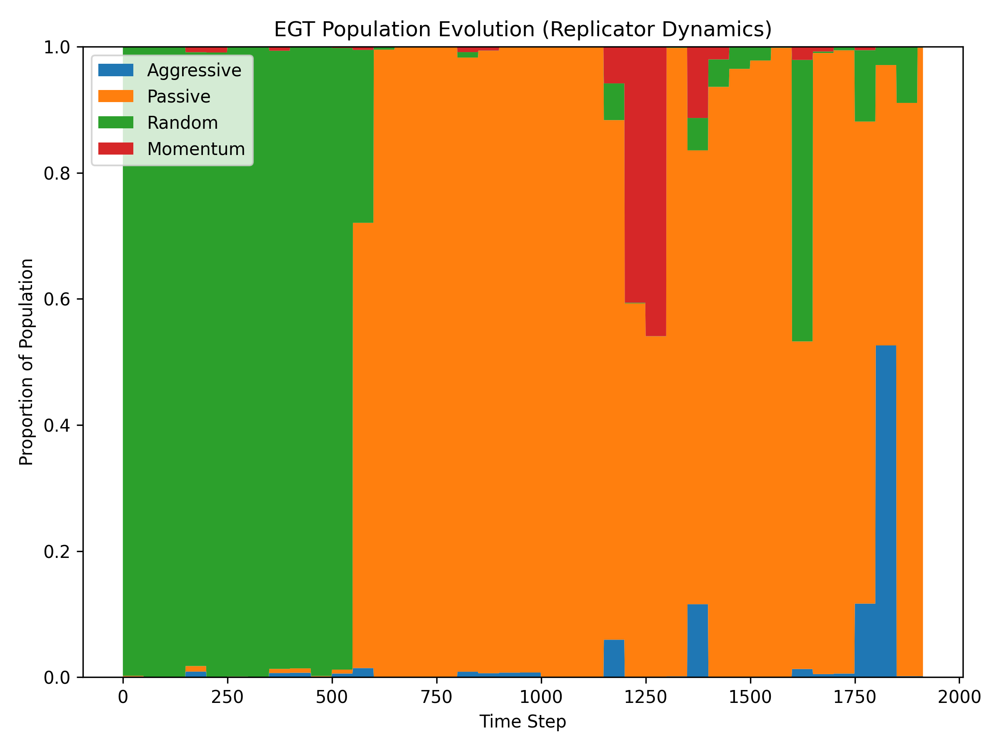 EGT Population Evolution (Replicator Dynamics)
1.0
0.8
0.6
0.4
0.2
0.0
Proportion of Population
Aggressive
Passive
Random
Momentum
0 250 500 750 1000 1250 1500 1750 2000
Time Step